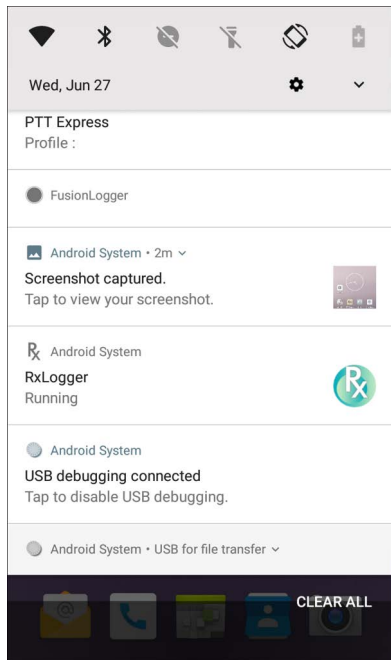 Wed, Jun 27
PTT Express
Profile :
FusionLogger
Android System • 2m
Screenshot captured.
Tap to view your screenshot.
Rx Android System
RxLogger
Running
Rx
Android System
USB debugging connected
Tap to disable USB debugging.
Android System • USB for file transfer
CLEAR ALL